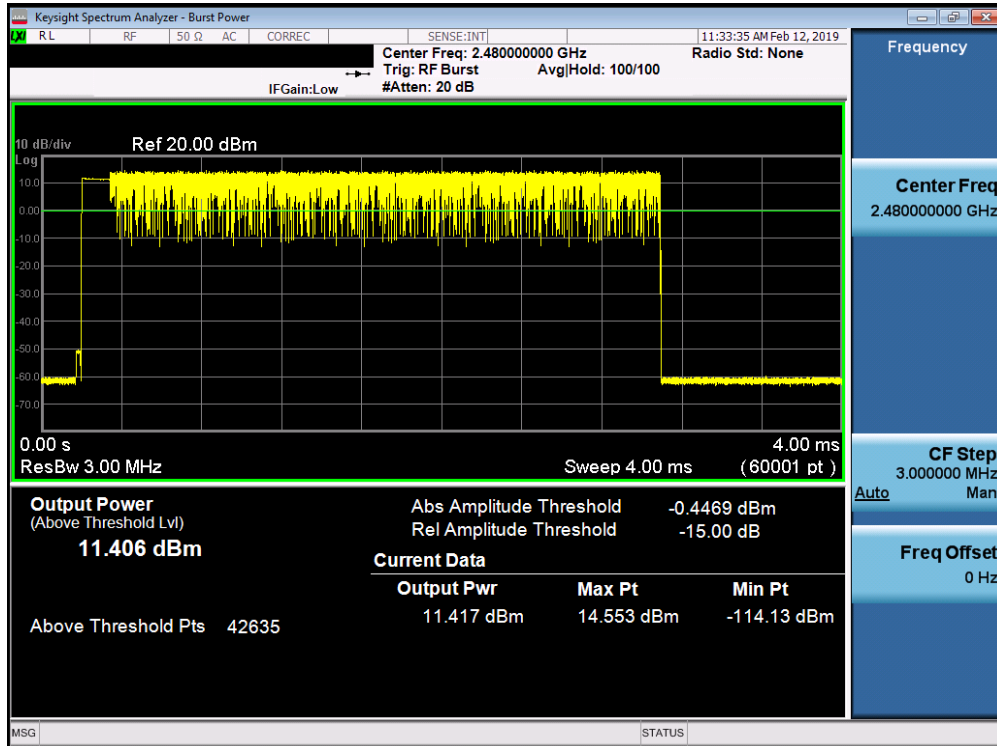 Keysight Spectrum Analyzer - Burst Power
LXI RL RF 50 Ω AC CORREC SENSE:INT 11:33:35 AM Feb 12, 2019
Center Freq: 2.480000000 GHz Radio Std: None
Trig: RF Burst Avg|Hold: 100/100
IFGain:Low #Atten: 20 dB
10 dB/div Ref 20.00 dBm
Log
10.0
0.00
-10.0
-20.0
-30.0
-40.0
-50.0
-60.0
-70.0
0.00 s 4.00 ms
ResBw 3.00 MHz Sweep 4.00 ms (60001 pt)
Output Power
(Above Threshold Lvl)
11.406 dBm
Above Threshold Pts 42635
Abs Amplitude Threshold -0.4469 dBm
Rel Amplitude Threshold -15.00 dB
Current Data
Output Pwr Max Pt Min Pt
11.417 dBm 14.553 dBm -114.13 dBm
MSG STATUS
Frequency
Center Freq
2.480000000 GHz
CF Step
3.000000 MHz
Auto Man
Freq Offset
0 Hz